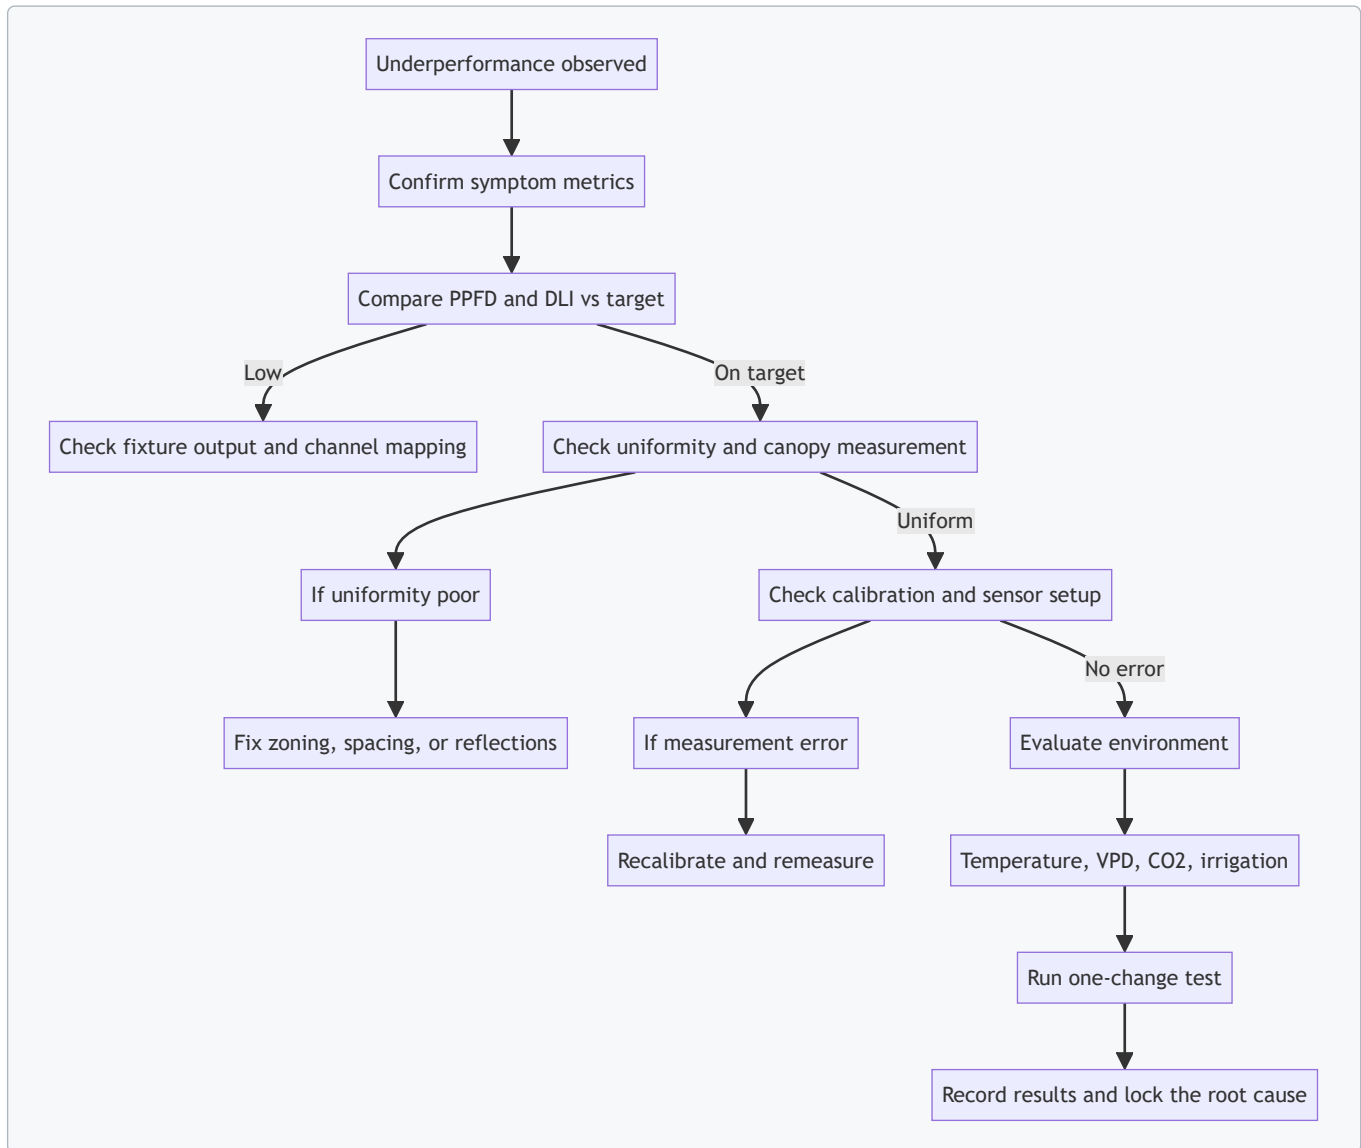 Underperformance observed
Confirm symptom metrics
Compare PPFD and DLI vs target
Low
On target
Check fixture output and channel mapping
Check uniformity and canopy measurement
Uniform
If uniformity poor
Check calibration and sensor setup
No error
Fix zoning, spacing, or reflections
If measurement error
Evaluate environment
Recalibrate and remeasure
Temperature, VPD, CO2, irrigation
Run one-change test
Record results and lock the root cause